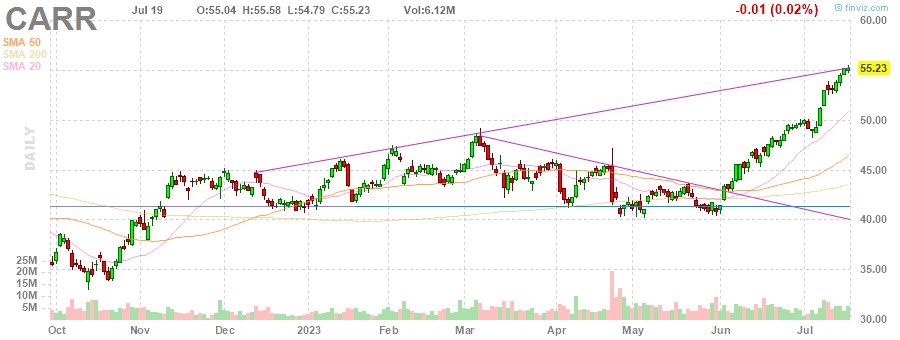 CARR Jul 19 O:55.04 H:55.58 L:54.79 C:55.23 Vol:6.12M -0.01 (0.02%) © finviz.com
60.00
SMA 50
SMA 200
SMA 20
55.23
50.00
DAILY
45.00
40.00
35.00
30.00
25M
20M
15M
10M
5M
Oct Nov Dec 2023 Feb Mar Apr May Jun Jul